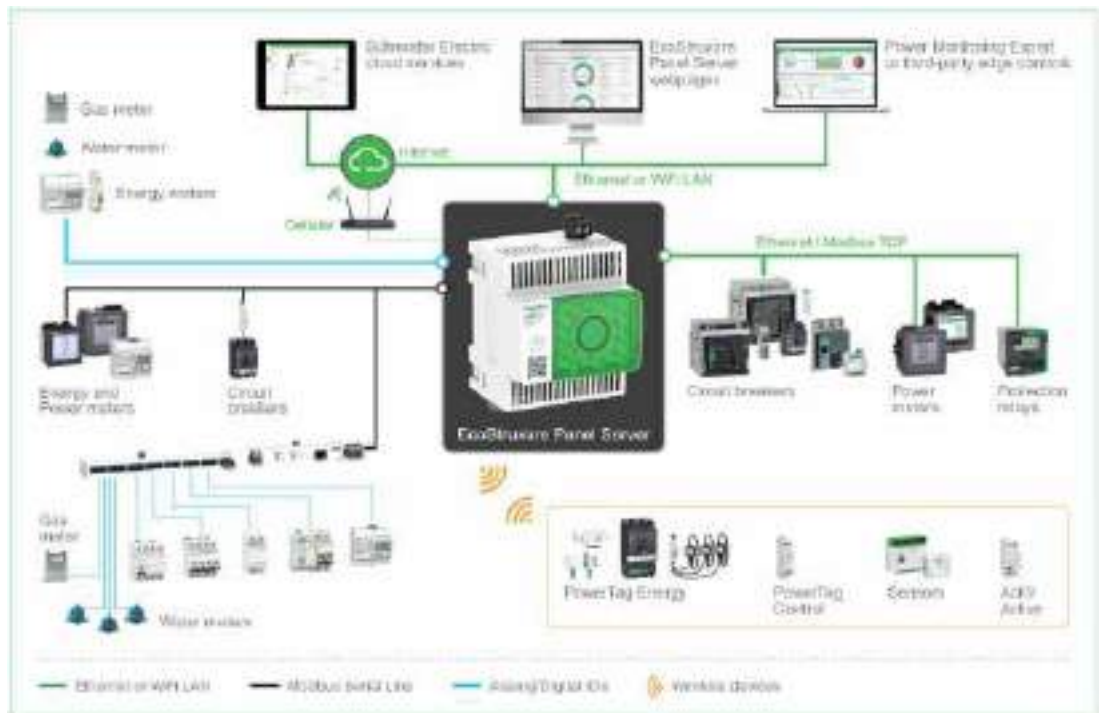 Schneider Electric
cloud services
EcoStruxure
Panel Server
webpages
Power Monitoring Expert
or third-party edge controls
Gas meter
Water meter
Energy meters
Internet
Ethernet or WiFi LAN
Cellular
Ethernet / Modbus TCP
Energy and
Power meters
Circuit
breakers
EcoStruxure Panel Server
Circuit breakers
Power
meters
Protection
relays
Gas
meter
Water meters
PowerTag Energy
PowerTag
Control
Sensors
Acti9
Active
Ethernet or WiFi LAN
Modbus Serial Line
Analog/Digital IOs
Wireless devices